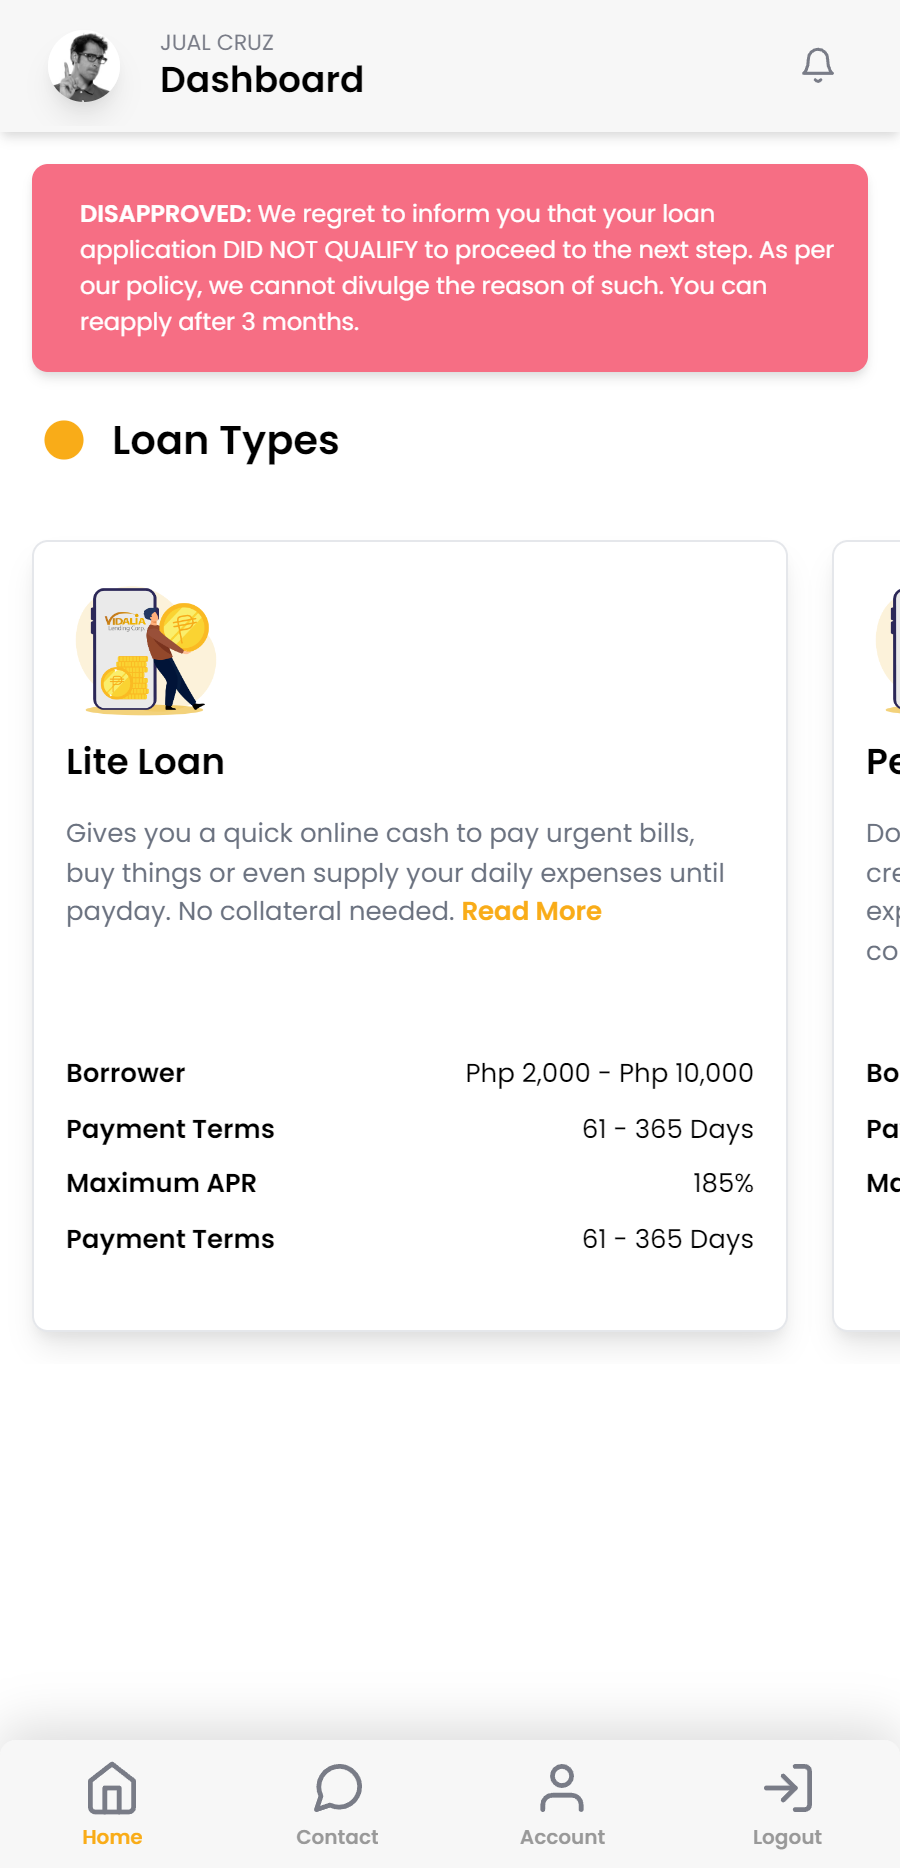 JUAL CRUZ
Dashboard
DISAPPROVED: We regret to inform you that your loan
application DID NOT QUALIFY to proceed to the next step. As per
our policy, we cannot divulge the reason of such. You can
reapply after 3 months.
Loan Types
VIDALIA
Lending Corp.
Lite Loan
Gives you a quick online cash to pay urgent bills,
buy things or even supply your daily expenses until
payday. No collateral needed. Read More
Borrower Php 2,000 - Php 10,000
Payment Terms 61 - 365 Days
Maximum APR 185%
Payment Terms 61 - 365 Days
Pe
Do
cre
exp
co
Bo
Pa
Ma
Home Contact Account Logout